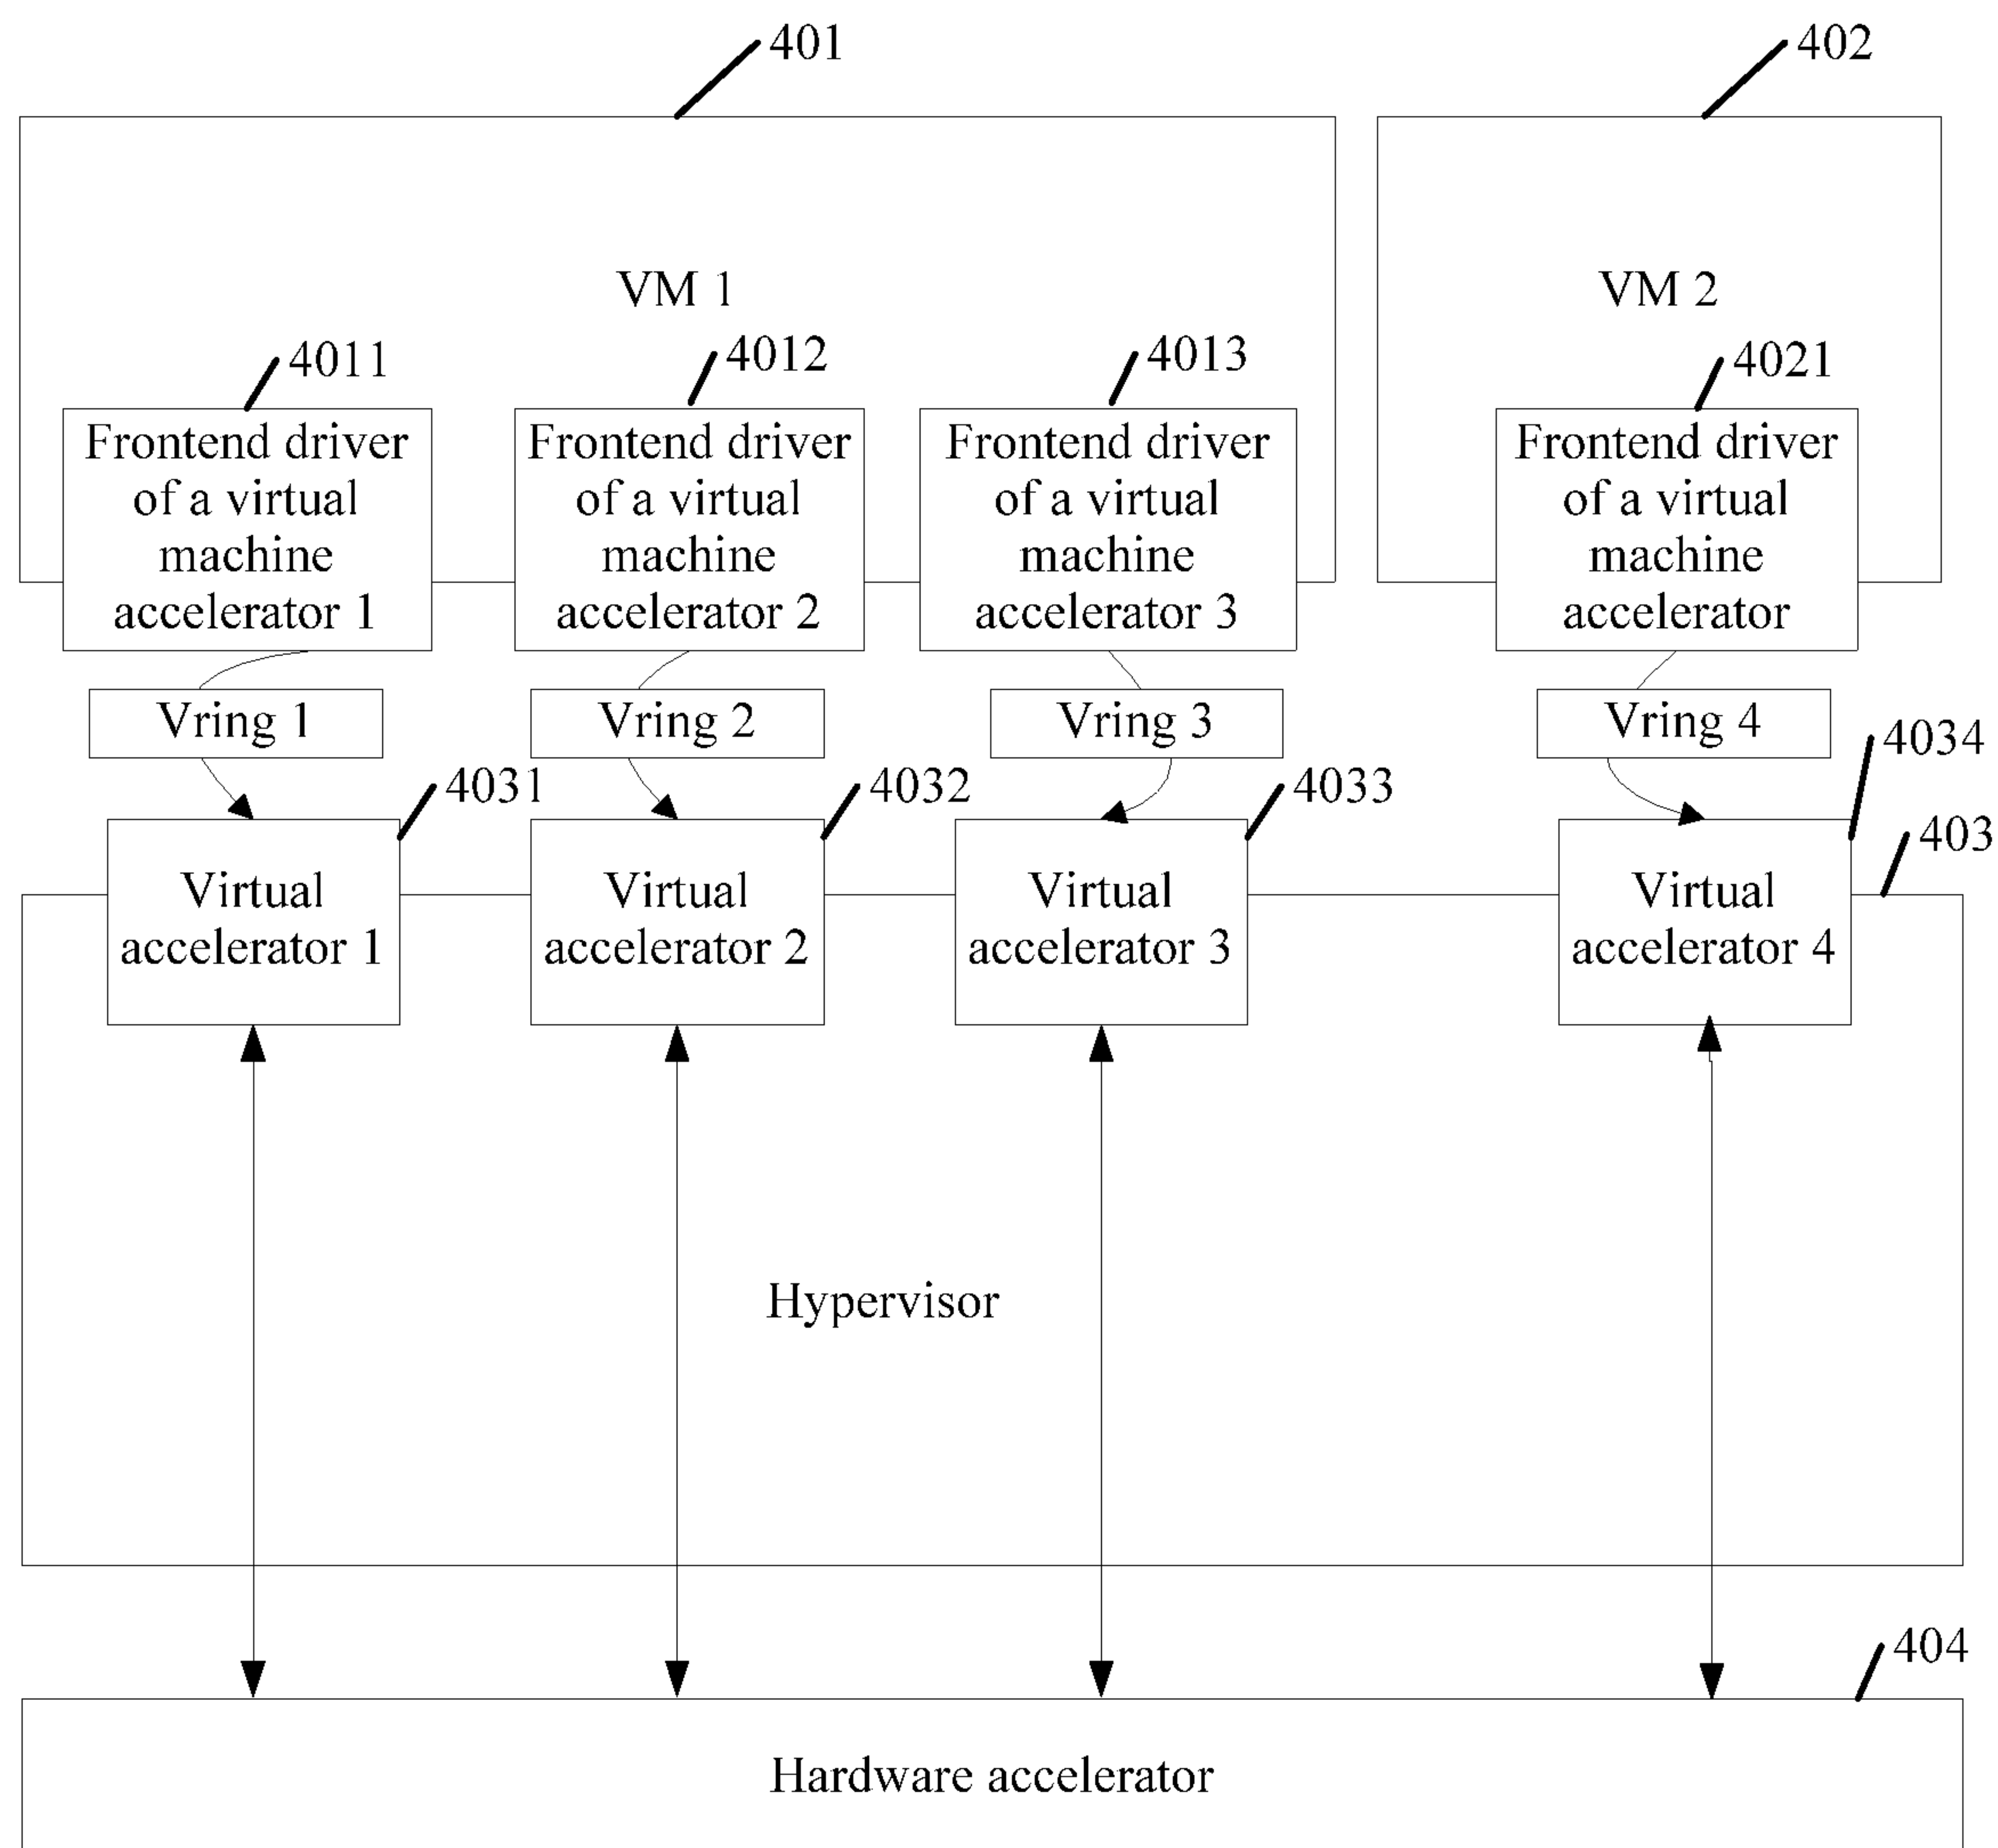 401
402
VM 1
VM 2
4011
4012
4013
4021
Frontend driver
of a virtual
machine
accelerator 1
Frontend driver
of a virtual
machine
accelerator 2
Frontend driver
of a virtual
machine
accelerator 3
Frontend driver
of a virtual
machine
accelerator
Vring 1
Vring 2
Vring 3
Vring 4
4031
4032
4033
4034
403
Virtual
accelerator 1
Virtual
accelerator 2
Virtual
accelerator 3
Virtual
accelerator 4
Hypervisor
404
Hardware accelerator